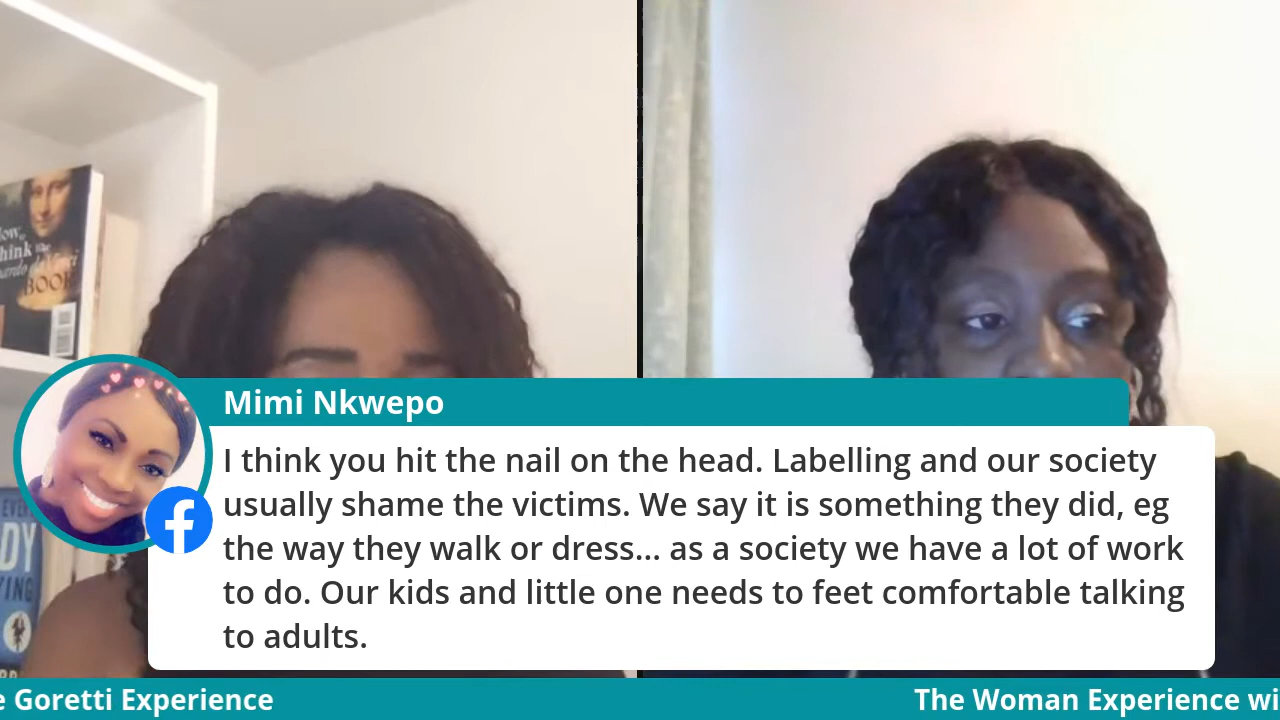 BOOK
Mimi Nkwepo
I think you hit the nail on the head. Labelling and our society
usually shame the victims. We say it is something they did, eg
the way they walk or dress... as a society we have a lot of work
to do. Our kids and little one needs to feet comfortable talking
to adults.
Goretti Experience
The Woman Experience